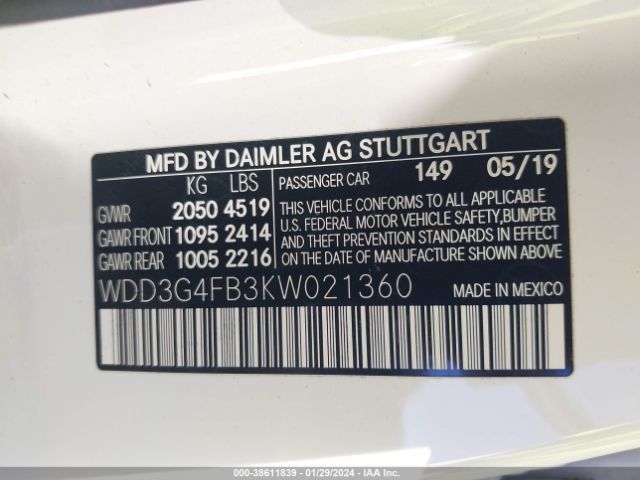 MFD BY DAIMLER AG STUTTGART
KG LBS
GVWR 2050 4519
GAWR FRONT 1095 2414
GAWR REAR 1005 2216
PASSENGER CAR 149 05/19
THIS VEHICLE CONFORMS TO ALL APPLICABLE
U.S. FEDERAL MOTOR VEHICLE SAFETY,BUMPER
AND THEFT PREVENTION STANDARDS IN EFFECT
ON THE DATE OF MANUFACTURE SHOWN ABOVE
WDD3G4FB3KW021360 MADE IN MEXICO
000-38611839 - 01/29/2024 - IAA